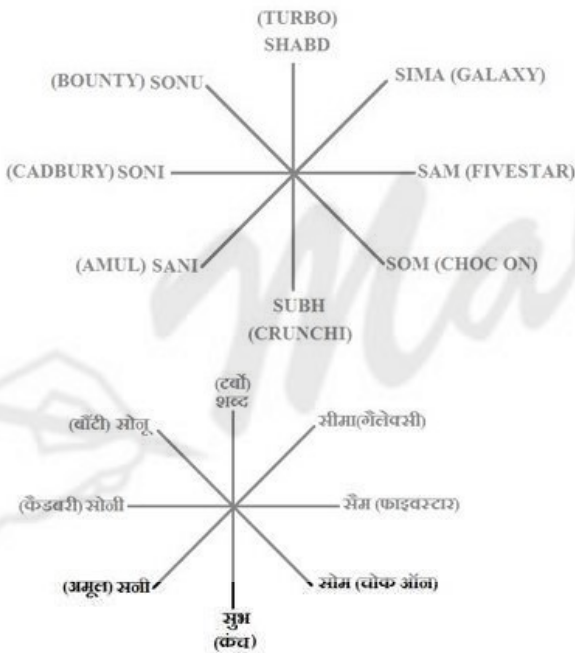 (TURBO)
SHABD
(BOUNTY) SONU
SIMA (GALAXY)
(CADBURY) SONI
SAM (FIVESTAR)
(AMUL) SANI
SOM (CHOC ON)
SUBH
(CRUNCHI)
(टर्बो)
शब्द
(बौंटी) सोनू
सीमा(गैलेक्सी)
(कैडबरी) सोनी
सैम (फाइवस्टार)
(अमूल) सनी
सोम (चोक ऑन)
सुभ
(क्रंच)